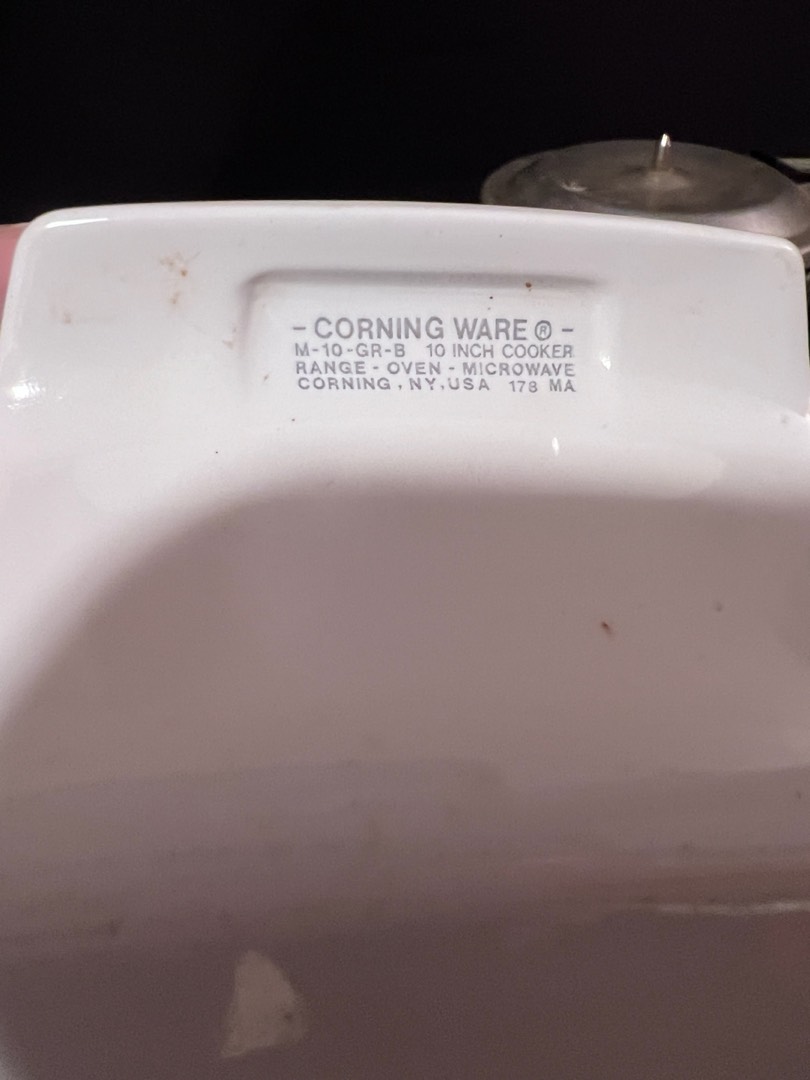 - CORNING WARE ® -
M-10-GR-B 10 INCH COOKER
RANGE - OVEN - MICROWAVE
CORNING, NY, USA 178 MA